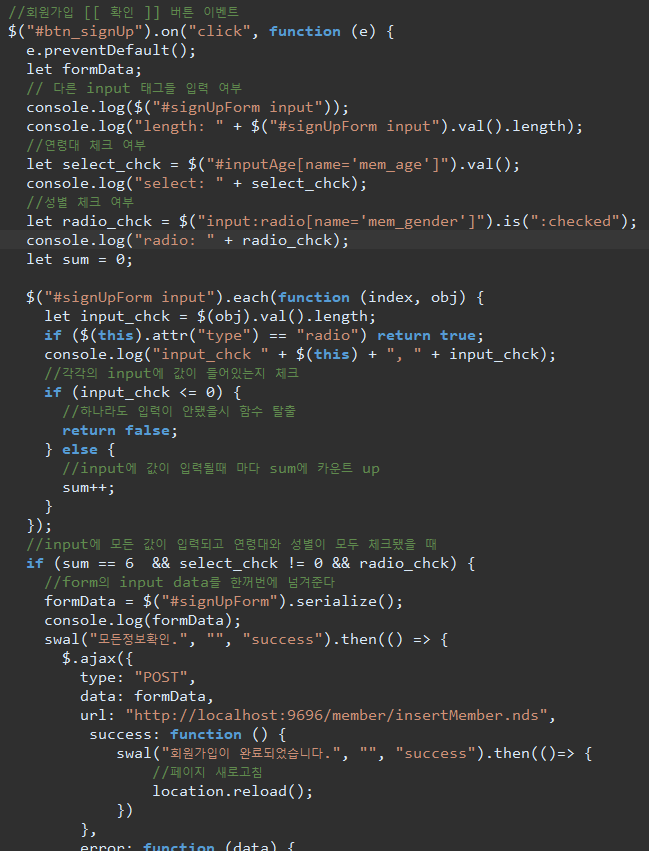 //회원가입 [[ 확인 ]] 버튼 이벤트
$("#btn_signUp").on("click", function (e) {
  e.preventDefault();
  let formData;
  // 다른 input 태그들 입력 여부
  console.log($("#signUpForm input"));
  console.log("length: " + $("#signUpForm input").val().length);
  //연령대 체크 여부
  let select_chck = $("#inputAge[name='mem_age']").val();
  console.log("select: " + select_chck);
  //성별 체크 여부
  let radio_chck = $("input:radio[name='mem_gender']").is(":checked");
  console.log("radio: " + radio_chck);
  let sum = 0;

  $("#signUpForm input").each(function (index, obj) {
    let input_chck = $(obj).val().length;
    if ($(this).attr("type") == "radio") return true;
    console.log("input_chck " + $(this) + ", " + input_chck);
    //각각의 input에 값이 들어있는지 체크
    if (input_chck <= 0) {
      //하나라도 입력이 안됐을시 함수 탈출
      return false;
    } else {
      //input에 값이 입력될때 마다 sum에 카운트 up
      sum++;
    }
  });
  //input에 모든 값이 입력되고 연령대와 성별이 모두 체크됐을 때
  if (sum == 6  && select_chck != 0 && radio_chck) {
    //form의 input data를 한꺼번에 넘겨준다
    formData = $("#signUpForm").serialize();
    console.log(formData);
    swal("모든정보확인.", "", "success").then(() => {
      $.ajax({
        type: "POST",
        data: formData,
        url: "http://localhost:9696/member/insertMember.nds",
         success: function () {
            swal("회원가입이 완료되었습니다.", "", "success").then(()=> {
                //페이지 새로고침
                location.reload();
            })
        },
        error: function (data) {